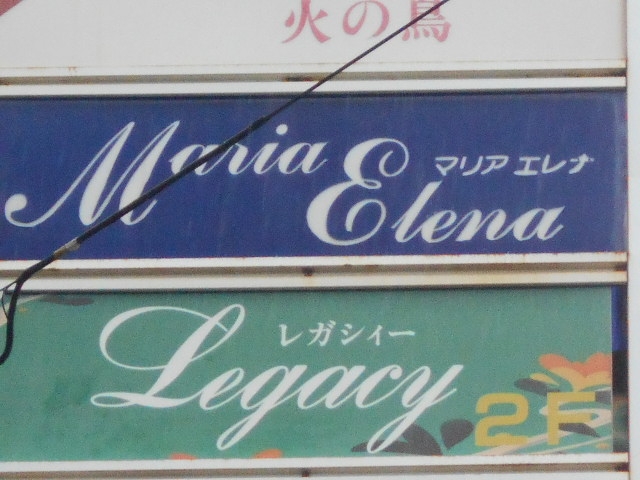 火の鳥
Maria
マリア エレナ
Elena
レガシィー
Legacy
2F